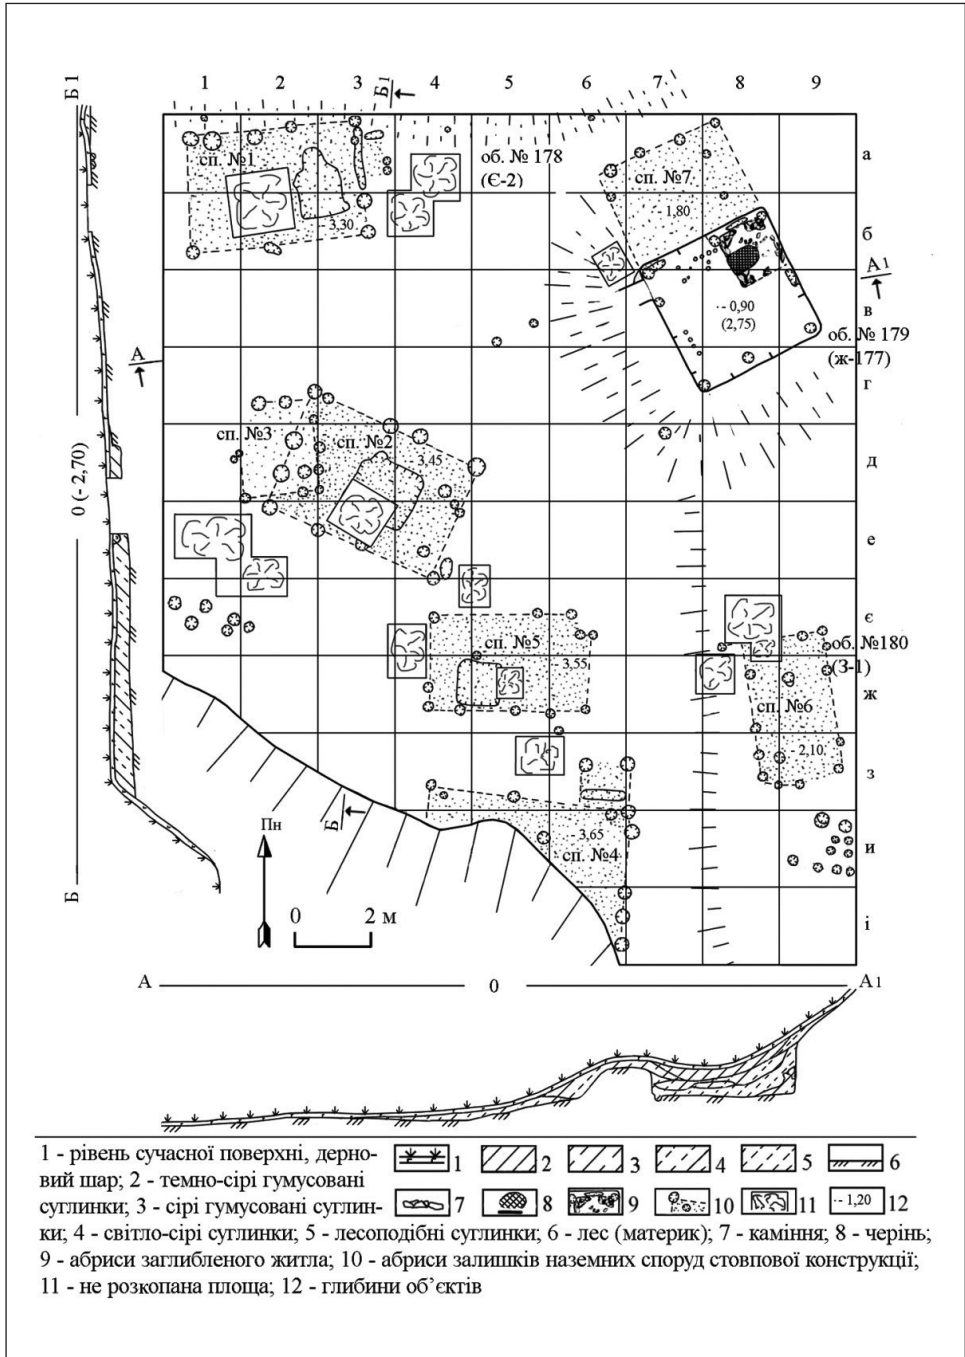 Б 1
1 2 3 4 5 6 7 8 9
Б 1
а
б
в
г
д
е
є
ж
з
и
і
сп. №1
- 3,30
об. № 178
(Є-2)
сп. №7
- 1,80
А 1
- 0,90
(2,75)
об. № 179
(ж-177)
А
0 (- 2,70)
сп. №3
сп. №2
- 3,45
сп. №5
- 3,55
об. №180
(З-1)
сп. №6
- 2,10
Б
- 3,65
сп. №4
Пн
0 2 м
Б
А 0 А 1
1 - рівень сучасної поверхні, дерно-
вий шар; 2 - темно-сірі гумусовані
суглинки; 3 - сірі гумусовані суглин-
ки; 4 - світло-сірі суглинки; 5 - лесоподібні суглинки; 6 - лес (материк); 7 - каміння; 8 - черінь;
9 - абриси заглибленого житла; 10 - абриси залишків наземних споруд стовпової конструкції;
11 - не розкопана площа; 12 - глибини об’єктів
1 2 3 4 5 6
7 8 9 10 11 - 1,20 12